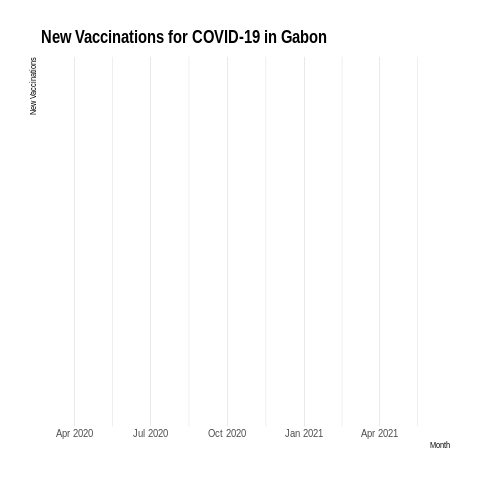 New Vaccinations for COVID-19 in Gabon
New Vaccinations
Apr 2020 Jul 2020 Oct 2020 Jan 2021 Apr 2021
Month